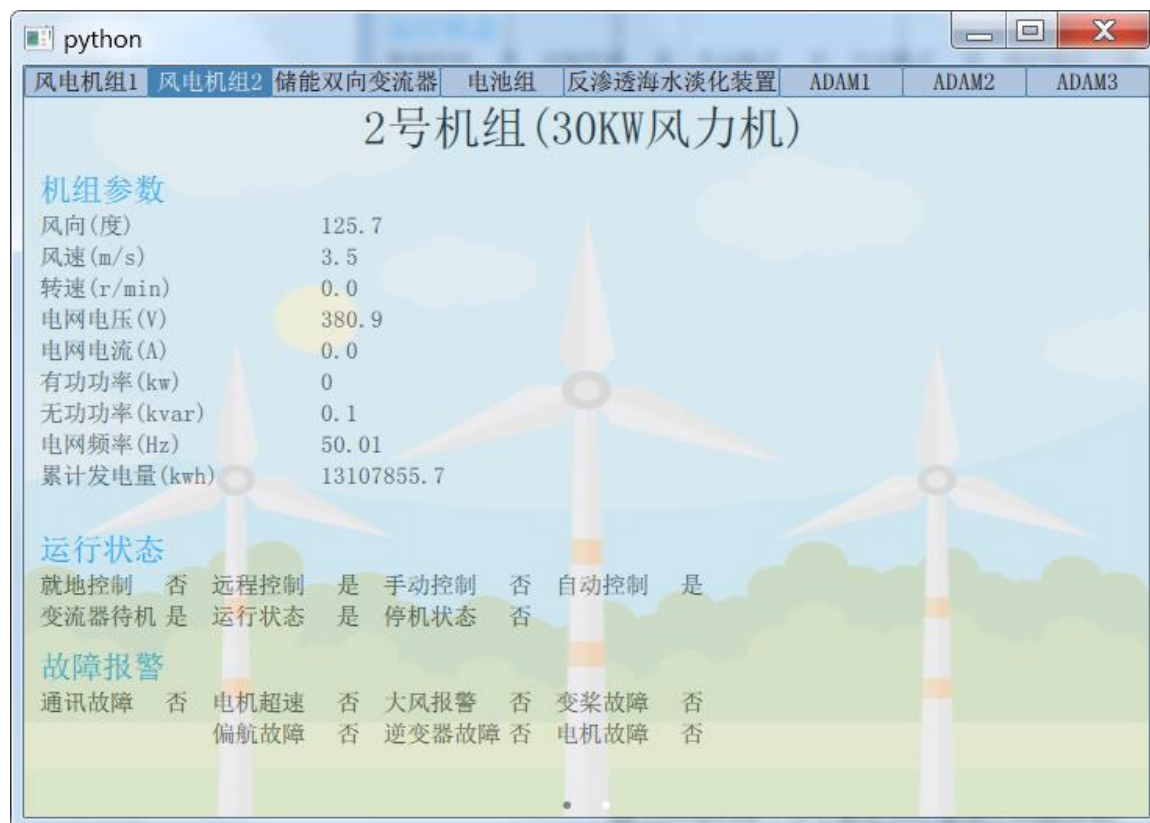 python
风电机组1 风电机组2 储能双向变流器 电池组 反渗透海水淡化装置 ADAM1 ADAM2 ADAM3
2号机组(30KW风力机)
机组参数
风向(度) 125.7
风速(m/s) 3.5
转速(r/min) 0.0
电网电压(V) 380.9
电网电流(A) 0.0
有功功率(kw) 0
无功功率(kvar) 0.1
电网频率(Hz) 50.01
累计发电量(kwh) 13107855.7
运行状态
就地控制 否 远程控制 是 手动控制 否 自动控制 是
变流器待机 是 运行状态 是 停机状态 否
故障报警
通讯故障 否 电机超速 否 大风报警 否 变桨故障 否
偏航故障 否 逆变器故障 否 电机故障 否